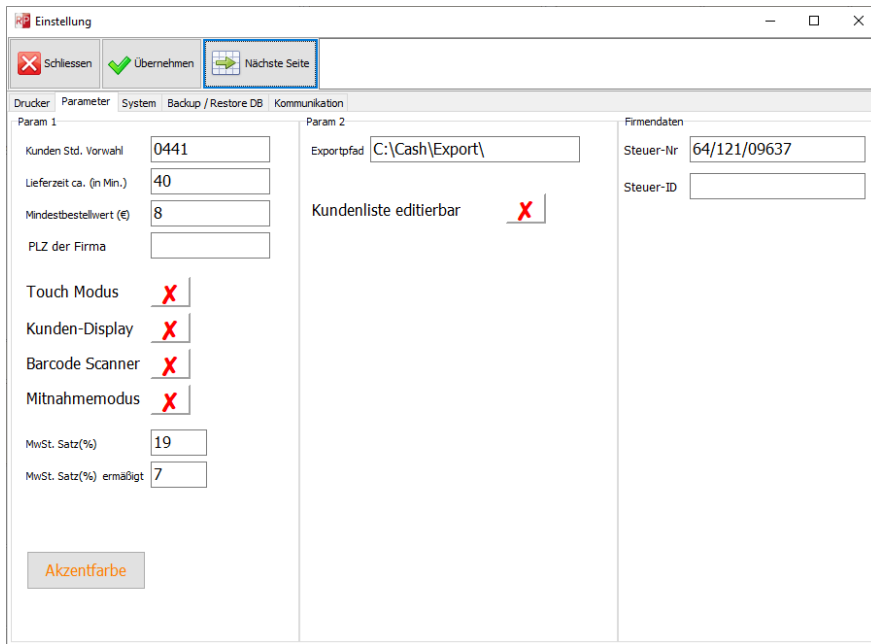 Einstellung
Schliessen
Übernehmen
Nächste Seite
Drucker Parameter System Backup / Restore DB Kommunikation
Param 1
Kunden Std. Vorwahl 0441
Lieferzeit ca. (in Min.) 40
Mindestbestellwert (€) 8
PLZ der Firma
Touch Modus
Kunden-Display
Barcode Scanner
Mitnahmemodus
MwSt. Satz(%) 19
MwSt. Satz(%) ermäßigt 7
Akzentfarbe
Param 2
Exportpfad C:\Cash\Export\
Kundenliste editierbar
Firmendaten
Steuer-Nr 64/121/09637
Steuer-ID